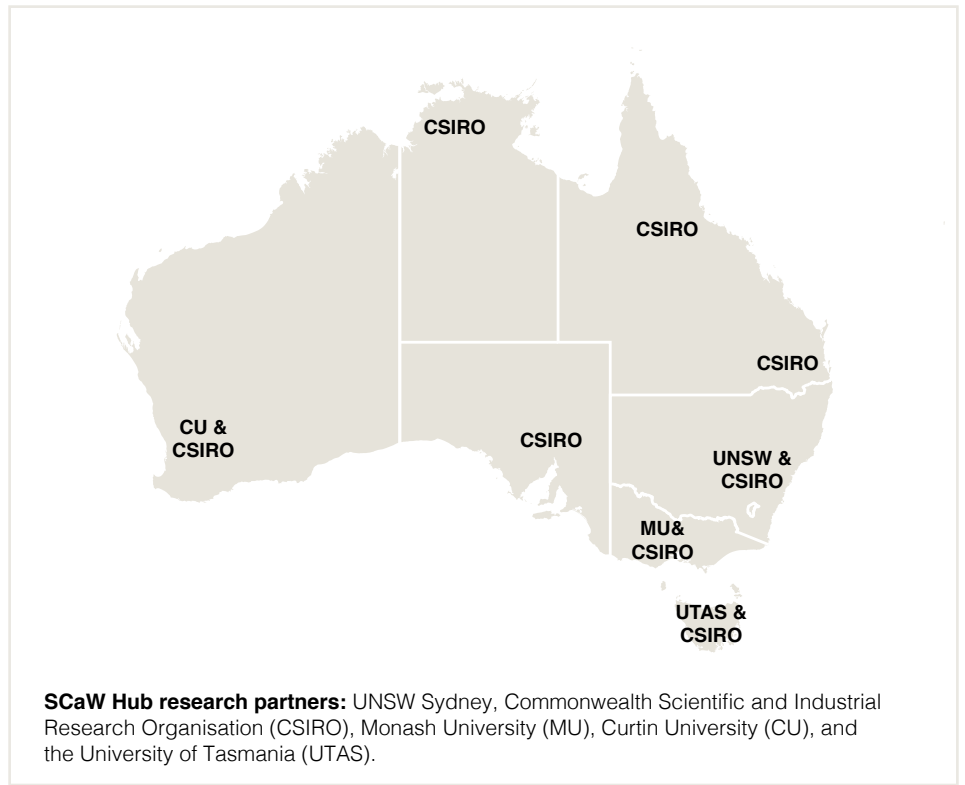 CSIRO
CSIRO
CSIRO
CU &
CSIRO
CSIRO
UNSW &
CSIRO
MU&
CSIRO
UTAS &
CSIRO
SCaW Hub research partners: UNSW Sydney, Commonwealth Scientific and Industrial
Research Organisation (CSIRO), Monash University (MU), Curtin University (CU), and
the University of Tasmania (UTAS).